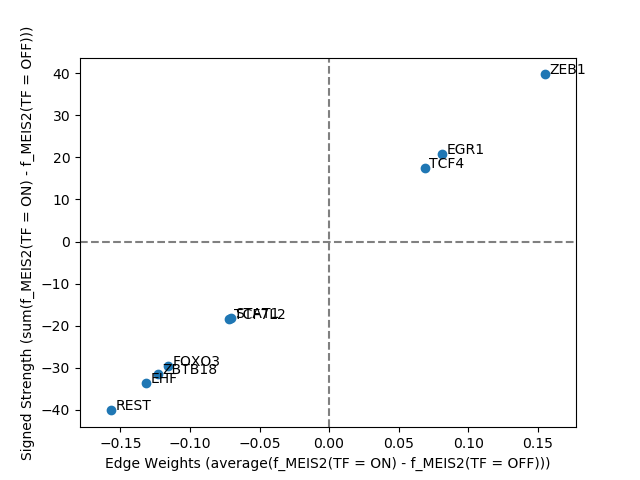 Signed Strength (sum(f_MEIS2(TF = ON) - f_MEIS2(TF = OFF)))
40
30
20
10
0
−10
−20
−30
−40
ZEB1
EGR1
TCF4
STAT1
TCF7L2
FOXO3
ZBTB18
EHF
REST
−0.15
−0.10
−0.05
0.00
0.05
0.10
0.15
Edge Weights (average(f_MEIS2(TF = ON) - f_MEIS2(TF = OFF)))